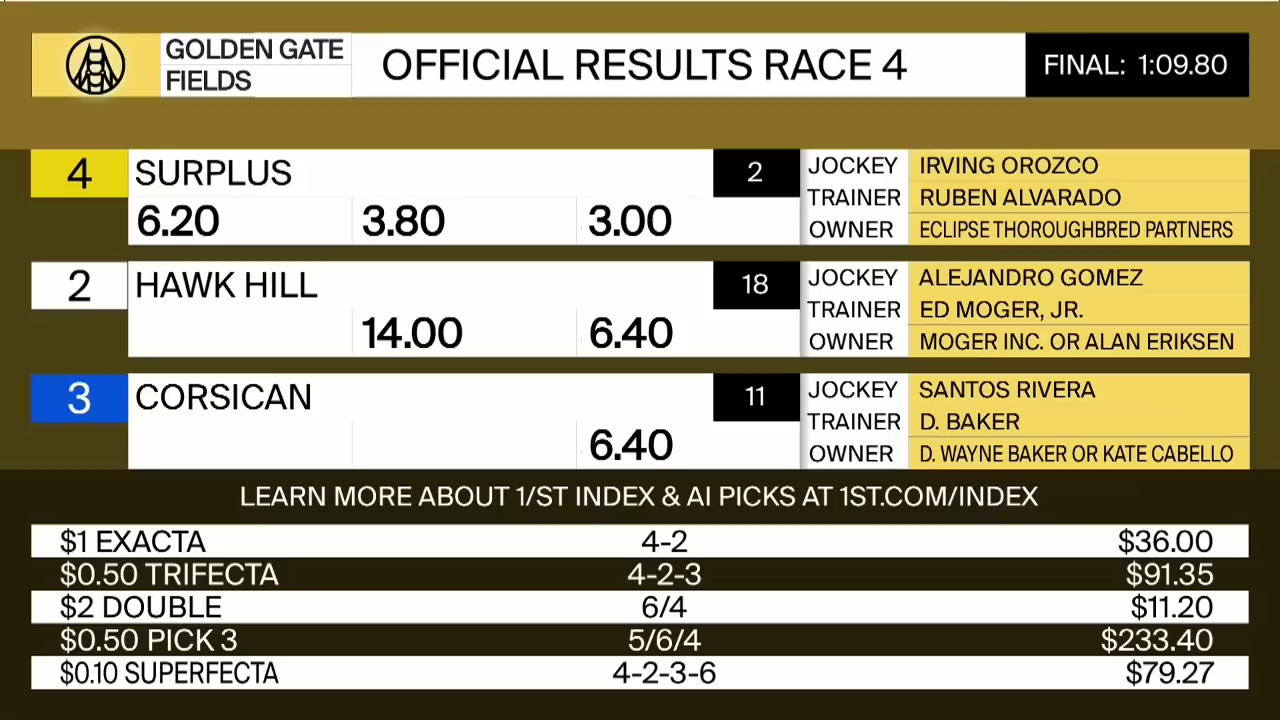 GOLDEN GATE
FIELDS
OFFICIAL RESULTS RACE 4
FINAL: 1:09.80
4 SURPLUS 2
6.20 3.80 3.00
JOCKEY IRVING OROZCO
TRAINER RUBEN ALVARADO
OWNER ECLIPSE THOROUGHBRED PARTNERS
2 HAWK HILL 18
14.00 6.40
JOCKEY ALEJANDRO GOMEZ
TRAINER ED MOGER, JR.
OWNER MOGER INC. OR ALAN ERIKSEN
3 CORSICAN 11
6.40
JOCKEY SANTOS RIVERA
TRAINER D. BAKER
OWNER D. WAYNE BAKER OR KATE CABELLO
LEARN MORE ABOUT 1/ST INDEX & AI PICKS AT 1ST.COM/INDEX
$1 EXACTA 4-2 $36.00
$0.50 TRIFECTA 4-2-3 $91.35
$2 DOUBLE 6/4 $11.20
$0.50 PICK 3 5/6/4 $233.40
$0.10 SUPERFECTA 4-2-3-6 $79.27